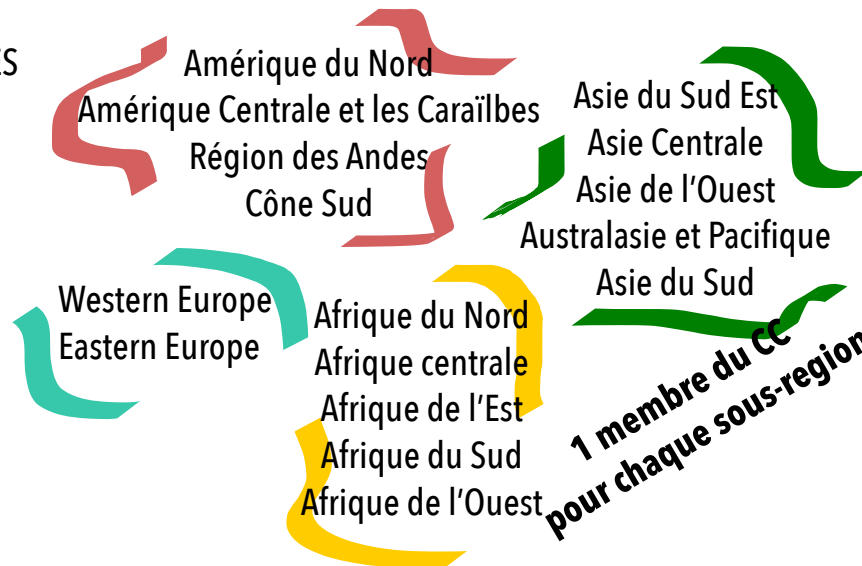 Amérique du Nord
Amérique Centrale et les Caraïlbes
Région des Andes
Cône Sud
Asie du Sud Est
Asie Centrale
Asie de l'Ouest
Australasie et Pacifique
Asie du Sud
Western Europe
Eastern Europe
Afrique du Nord
Afrique centrale
Afrique de l'Est
Afrique du Sud
Afrique de l'Ouest
1 membre du CC
pour chaque sous-region